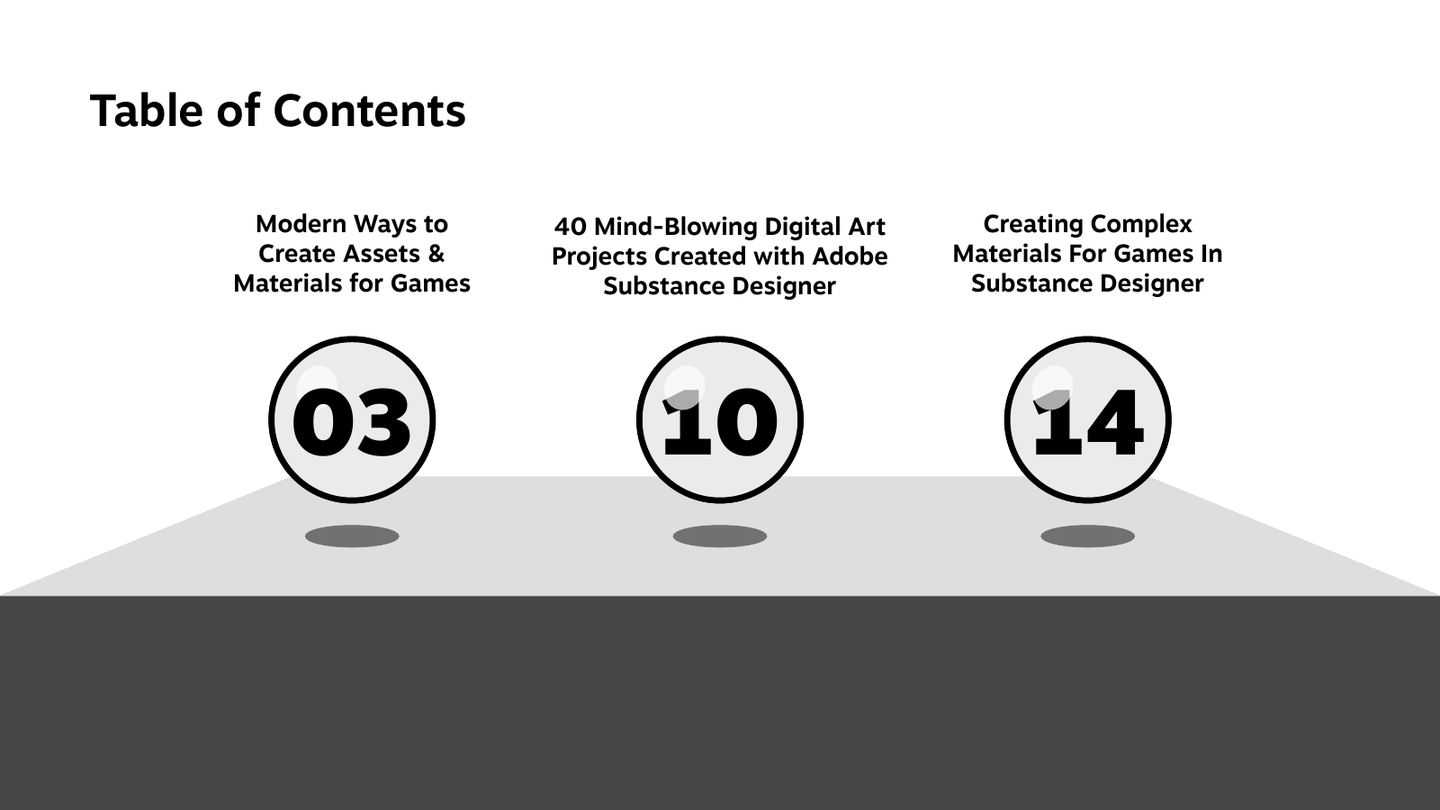 Table of Contents
Modern Ways to
Create Assets &
Materials for Games
40 Mind-Blowing Digital Art
Projects Created with Adobe
Substance Designer
Creating Complex
Materials For Games In
Substance Designer
03
10
14